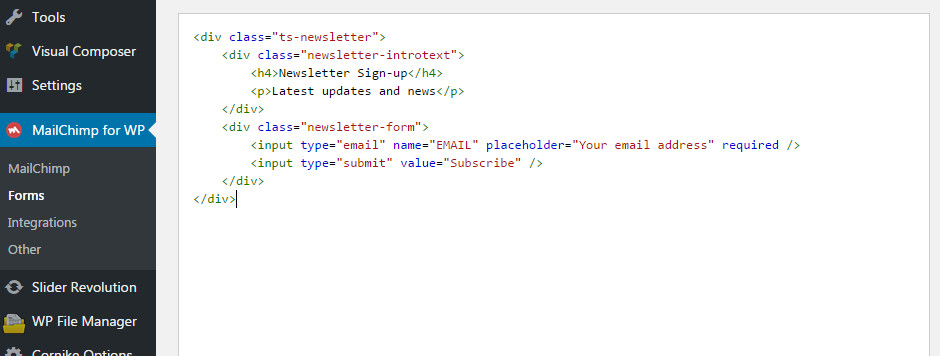 Tools
Visual Composer
Settings
MailChimp for WP
MailChimp
Forms
Integrations
Other
Slider Revolution
WP File Manager
Cornike Options
<div class="ts-newsletter">
    <div class="newsletter-introtext">
        <h4>Newsletter Sign-up</h4>
        <p>Latest updates and news</p>
    </div>
    <div class="newsletter-form">
        <input type="email" name="EMAIL" placeholder="Your email address" required />
        <input type="submit" value="Subscribe" />
    </div>
</div>